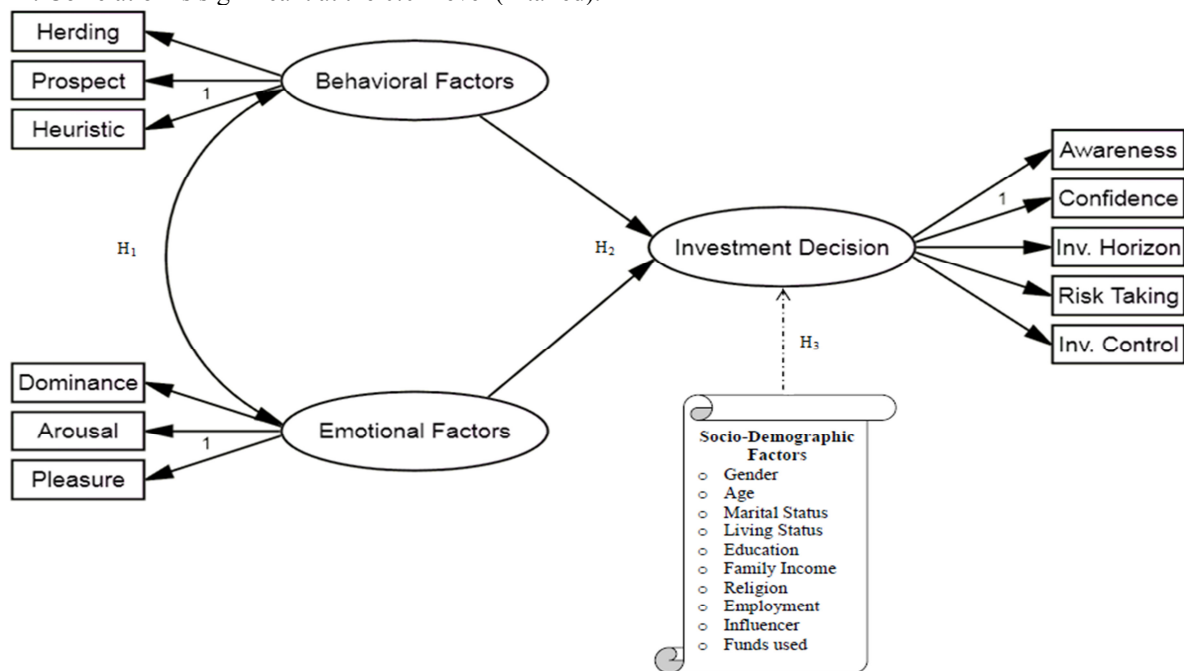 Herding
Prospect
1
Heuristic
Behavioral Factors
Awareness
1
Confidence
Inv. Horizon
Risk Taking
Inv. Control
Investment Decision
H₁
H₂
H₃
Dominance
Arousal
1
Pleasure
Emotional Factors
Socio-Demographic
Factors
o Gender
o Age
o Marital Status
o Living Status
o Education
o Family Income
o Religion
o Employment
o Influencer
o Funds used